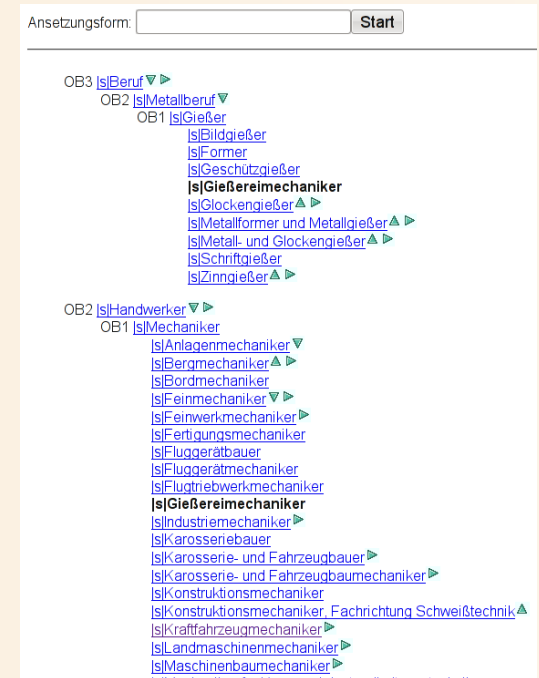 Ansetzungsform: Start
OB3 |s|Beruf
OB2 |s|Metallberuf
OB1 |s|Gießer
|s|Bildgießer
|s|Former
|s|Geschützgießer
|s|Gießereimechaniker
|s|Glockengießer
|s|Metallformer und Metallgießer
|s|Metall- und Glockengießer
|s|Schriftgießer
|s|Zinngießer
OB2 |s|Handwerker
OB1 |s|Mechaniker
|s|Anlagenmechaniker
|s|Bergmechaniker
|s|Bordmechaniker
|s|Feinmechaniker
|s|Feinwerkmechaniker
|s|Fertigungsmechaniker
|s|Fluggerätbauer
|s|Fluggerätmechaniker
|s|Flugtriebwerkmechaniker
|s|Gießereimechaniker
|s|Industriemechaniker
|s|Karosseriebauer
|s|Karosserie- und Fahrzeugbauer
|s|Karosserie- und Fahrzeugbaumechaniker
|s|Konstruktionsmechaniker
|s|Konstruktionsmechaniker, Fachrichtung Schweißtechnik
|s|Kraftfahrzeugmechaniker
|s|Landmaschinenmechaniker
|s|Maschinenbaumechaniker